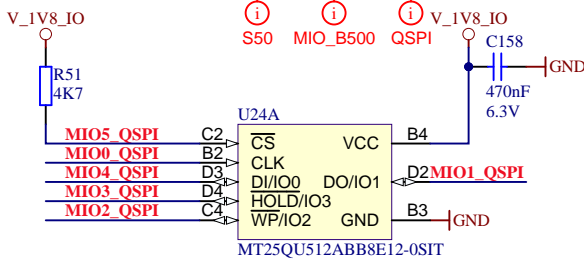 V_1V8_IO
i i i
S50 MIO_B500 QSPI
V_1V8_IO
C158
GND
470nF
6.3V
R51
4K7
U24A
MIO5_QSPI C2 CS VCC B4
MIO0_QSPI B2 CLK
MIO4_QSPI D3 DI/IO0 DO/IO1 D2 MIO1_QSPI
MIO3_QSPI D4 HOLD/IO3
MIO2_QSPI C4 WP/IO2 GND B3 GND
MT25QU512ABB8E12-0SIT